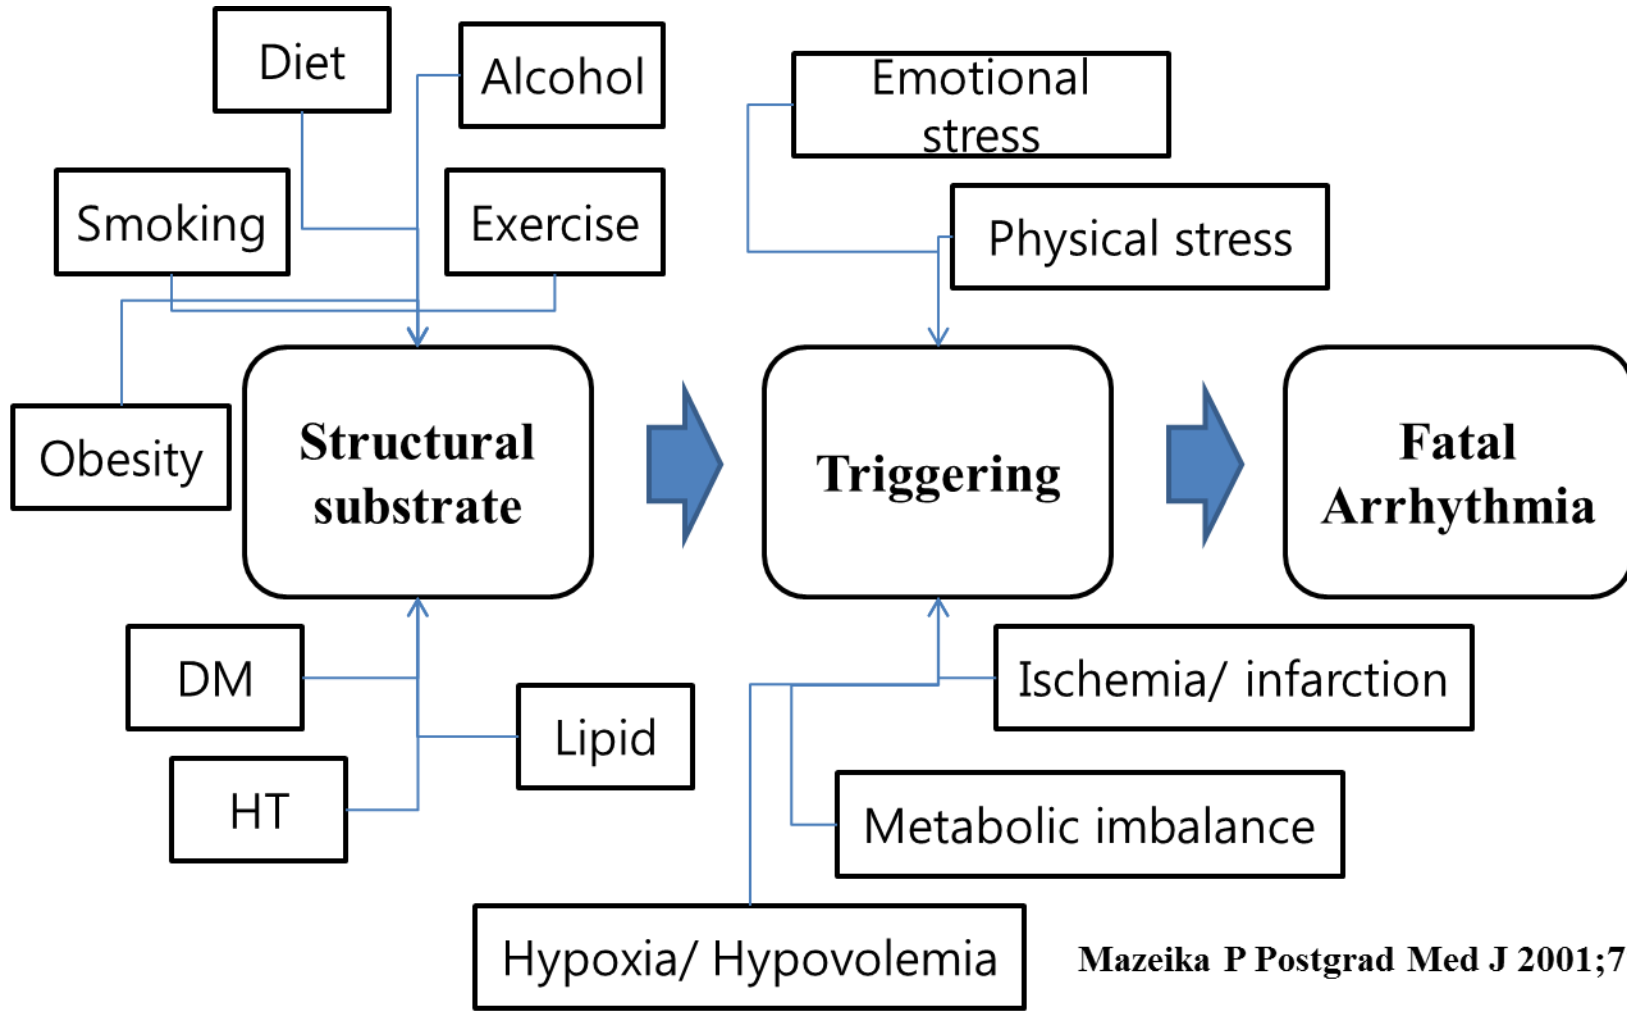 Diet
Alcohol
Emotional
stress
Smoking
Exercise
Physical stress
Obesity
Structural
substrate
Triggering
Fatal
Arrhythmia
DM
Lipid
HT
Ischemia/ infarction
Metabolic imbalance
Hypoxia/ Hypovolemia
Mazeika P Postgrad Med J 2001;7